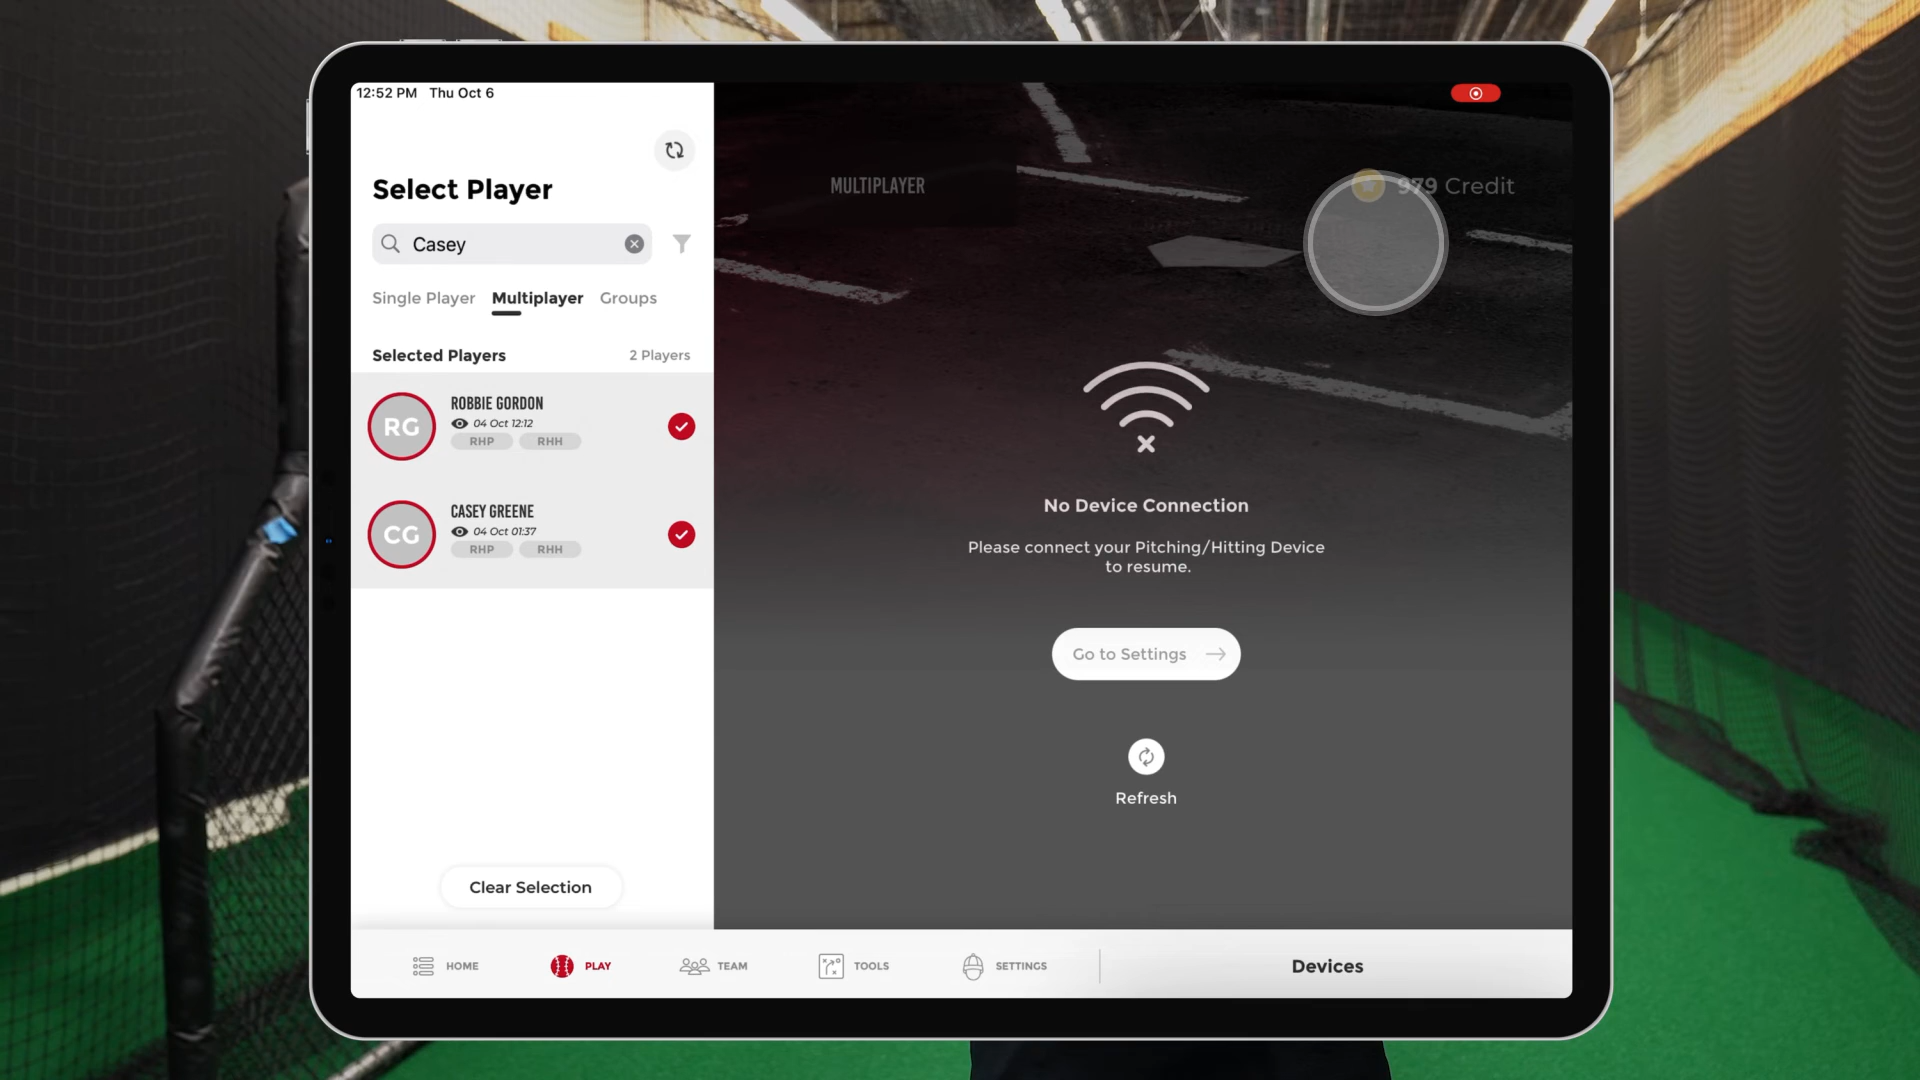 12:52 PM Thu Oct 6
Select Player
Casey
Single Player Multiplayer Groups
Selected Players 2 Players
RG
ROBBIE GORDON
04 Oct 12:12
RHP RHH
CG
CASEY GREENE
04 Oct 01:37
RHP RHH
Clear Selection
MULTIPLAYER
979 Credit
No Device Connection
Please connect your Pitching/Hitting Device
to resume.
Go to Settings
Refresh
HOME PLAY TEAM TOOLS SETTINGS Devices